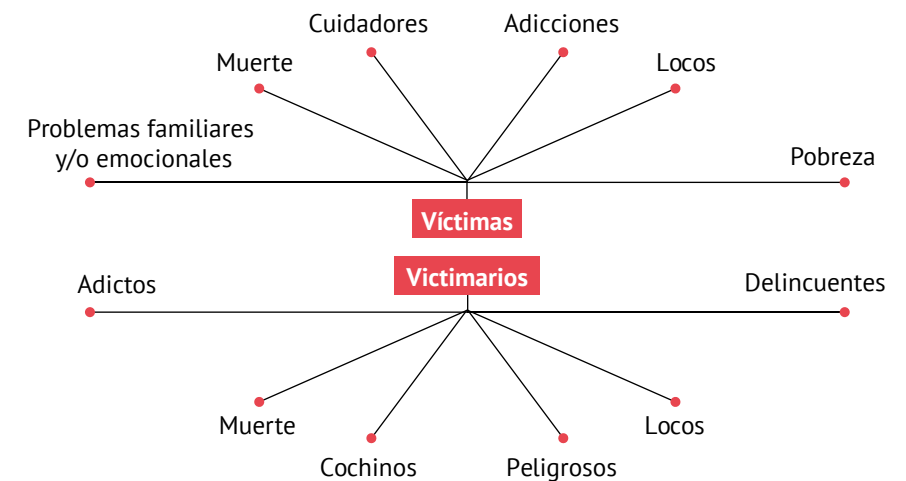 Cuidadores
Adicciones
Muerte
Locos
Problemas familiares
y/o emocionales
Pobreza
Víctimas
Victimarios
Adictos
Delincuentes
Muerte
Locos
Cochinos
Peligrosos